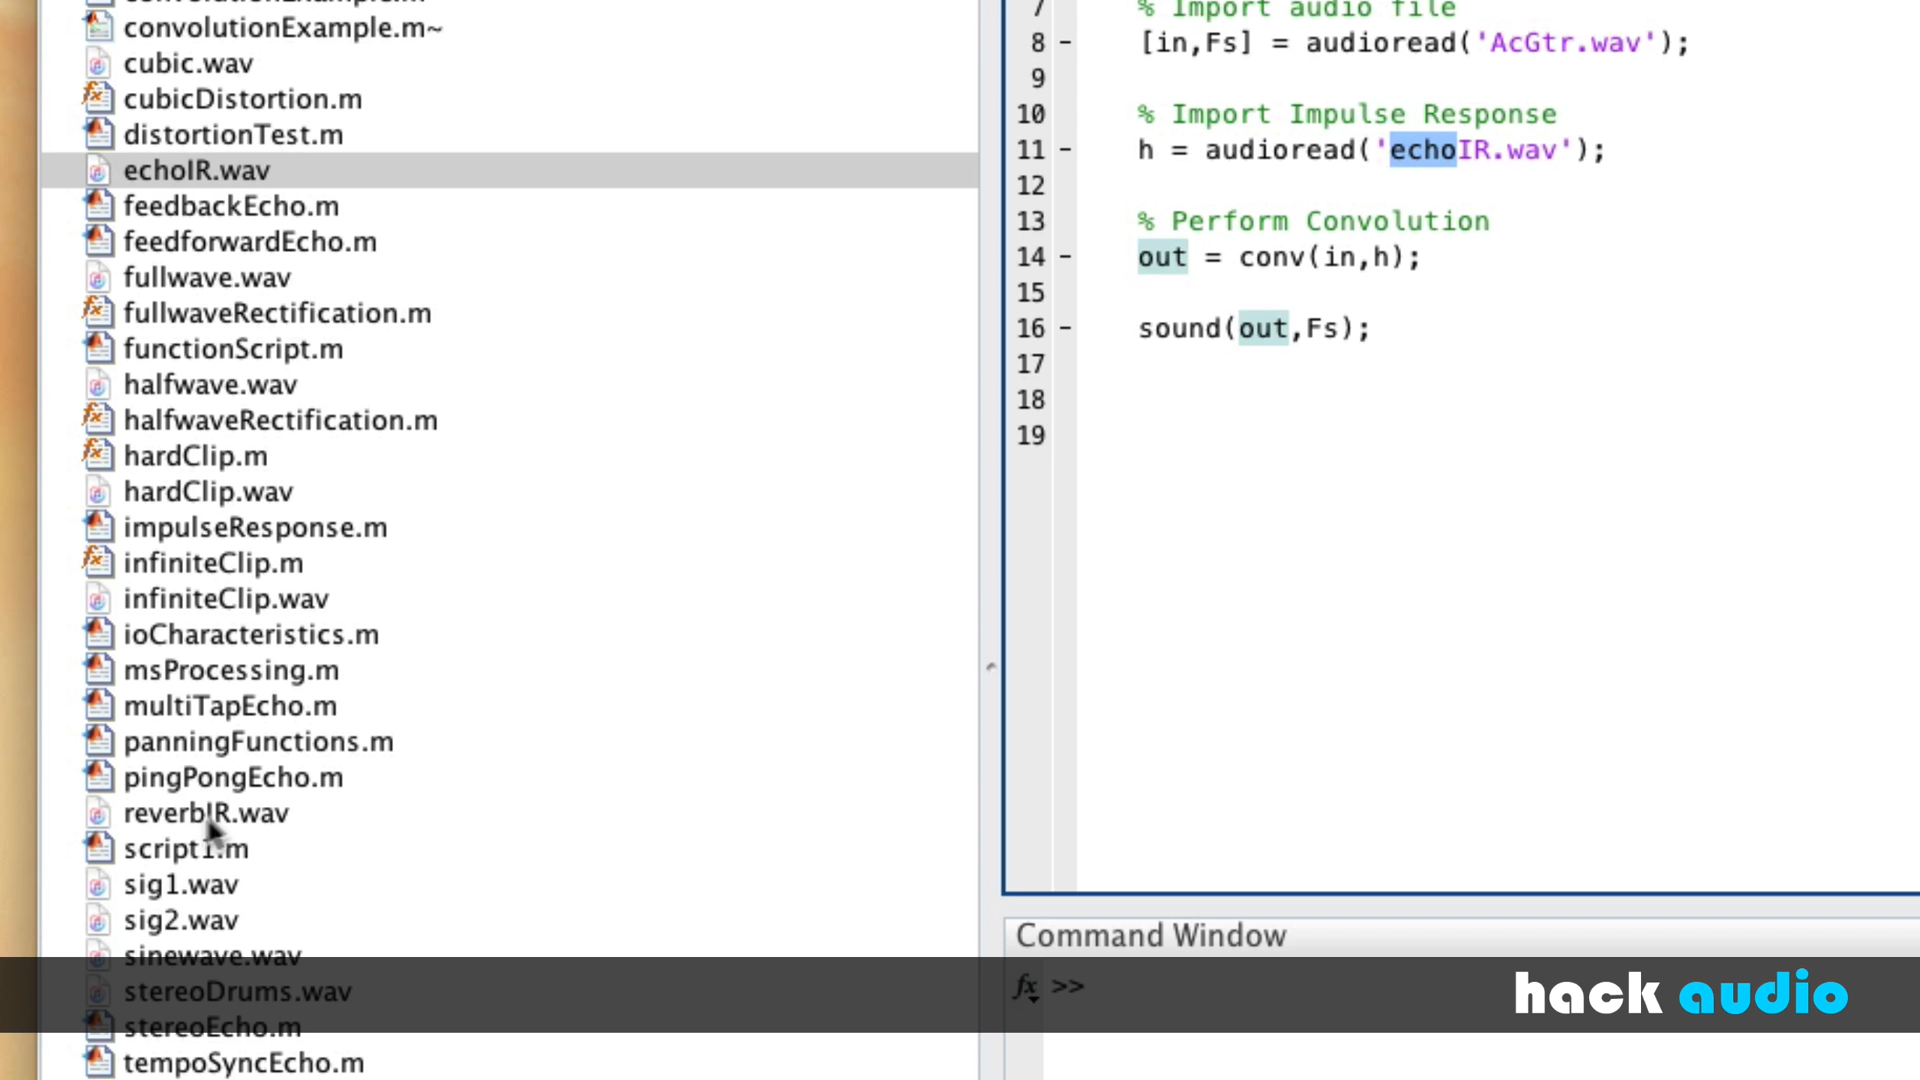 convolutionExample.m
convolutionExample.m~
cubic.wav
cubicDistortion.m
distortionTest.m
echoIR.wav
feedbackEcho.m
feedforwardEcho.m
fullwave.wav
fullwaveRectification.m
functionScript.m
halfwave.wav
halfwaveRectification.m
hardClip.m
hardClip.wav
impulseResponse.m
infiniteClip.m
infiniteClip.wav
ioCharacteristics.m
msProcessing.m
multiTapEcho.m
panningFunctions.m
pingPongEcho.m
reverbIR.wav
script1.m
sig1.wav
sig2.wav
sinewave.wav
stereoDrums.wav
stereoEcho.m
tempoSyncEcho.m
7 % Import audio file
8 - [in,Fs] = audioread('AcGtr.wav');
9
10 % Import Impulse Response
11 - h = audioread('echoIR.wav');
12
13 % Perform Convolution
14 - out = conv(in,h);
15
16 - sound(out,Fs);
17
18
19
Command Window
fx >>
hack audio